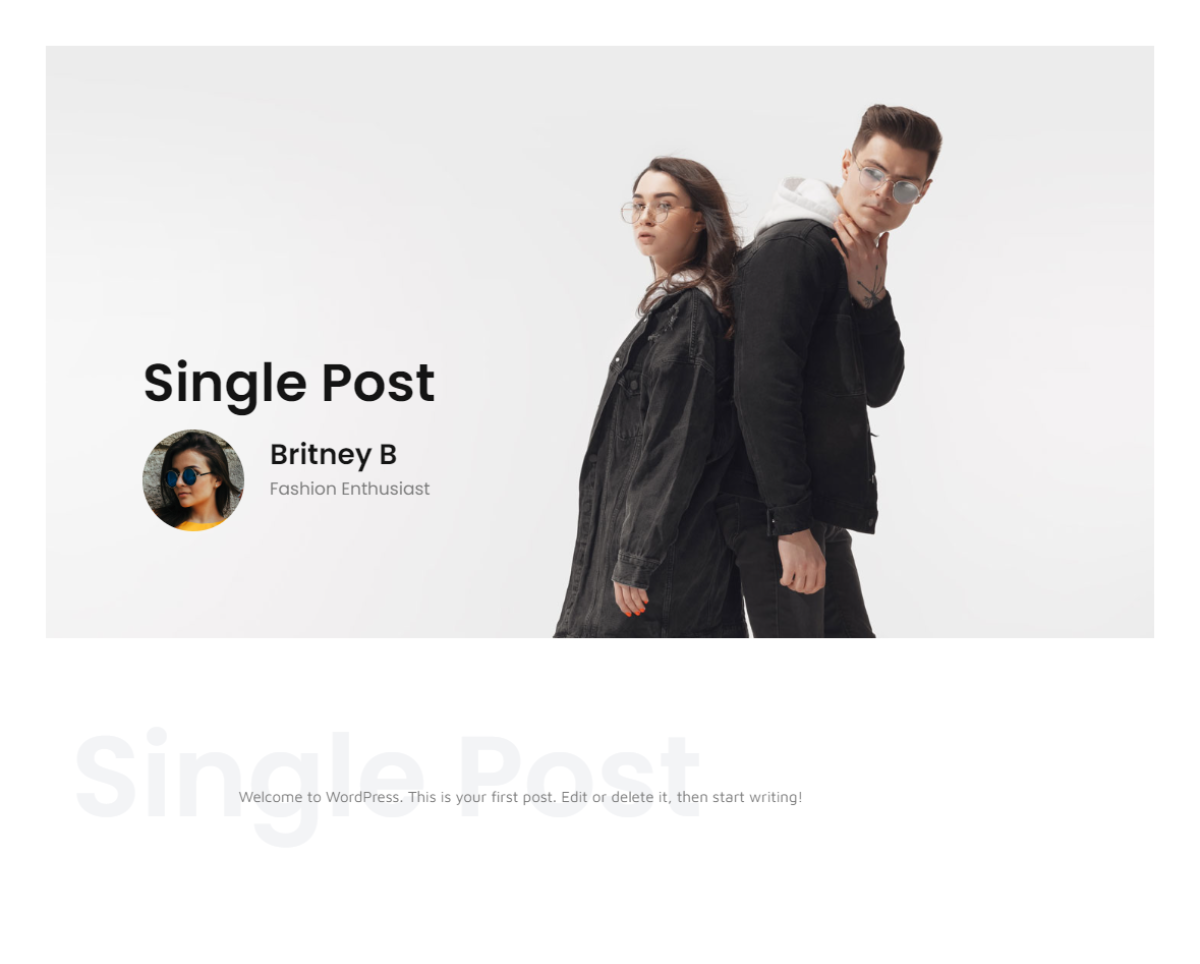 Single Post
Britney B
Fashion Enthusiast
Single Post
Welcome to WordPress. This is your first post. Edit or delete it, then start writing!